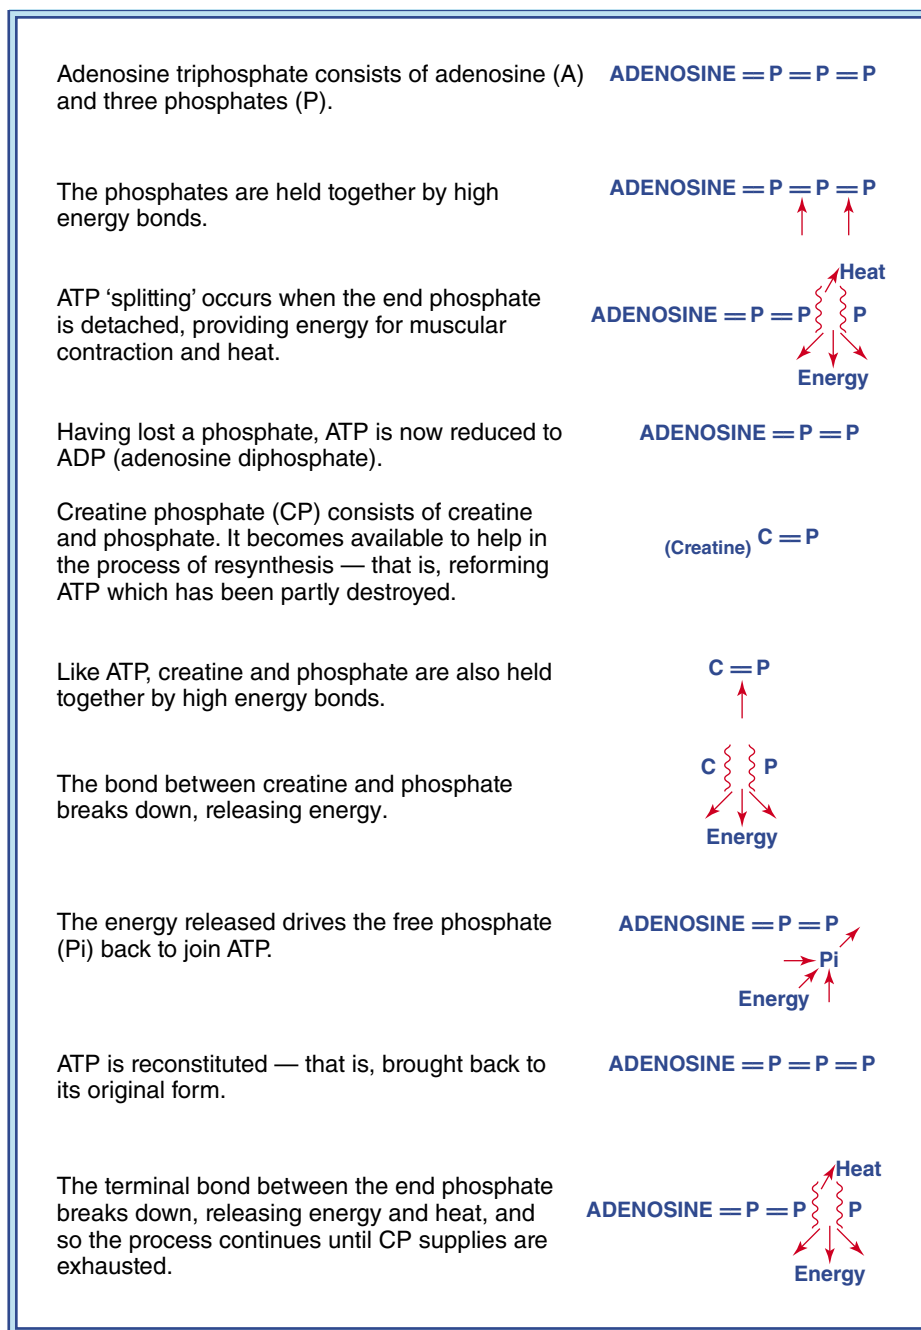 Adenosine triphosphate consists of adenosine (A)
and three phosphates (P).
ADENOSINE = P = P = P
The phosphates are held together by high
energy bonds.
ADENOSINE = P = P = P
ATP ‘splitting’ occurs when the end phosphate
is detached, providing energy for muscular
contraction and heat.
Heat
ADENOSINE = P = P P
Energy
Having lost a phosphate, ATP is now reduced to
ADP (adenosine diphosphate).
ADENOSINE = P = P
Creatine phosphate (CP) consists of creatine
and phosphate. It becomes available to help in
the process of resynthesis — that is, reforming
ATP which has been partly destroyed.
(Creatine) C = P
Like ATP, creatine and phosphate are also held
together by high energy bonds.
C = P
The bond between creatine and phosphate
breaks down, releasing energy.
C P
Energy
The energy released drives the free phosphate
(Pi) back to join ATP.
ADENOSINE = P = P
Pi
Energy
ATP is reconstituted — that is, brought back to
its original form.
ADENOSINE = P = P = P
The terminal bond between the end phosphate
breaks down, releasing energy and heat, and
so the process continues until CP supplies are
exhausted.
Heat
ADENOSINE = P = P P
Energy